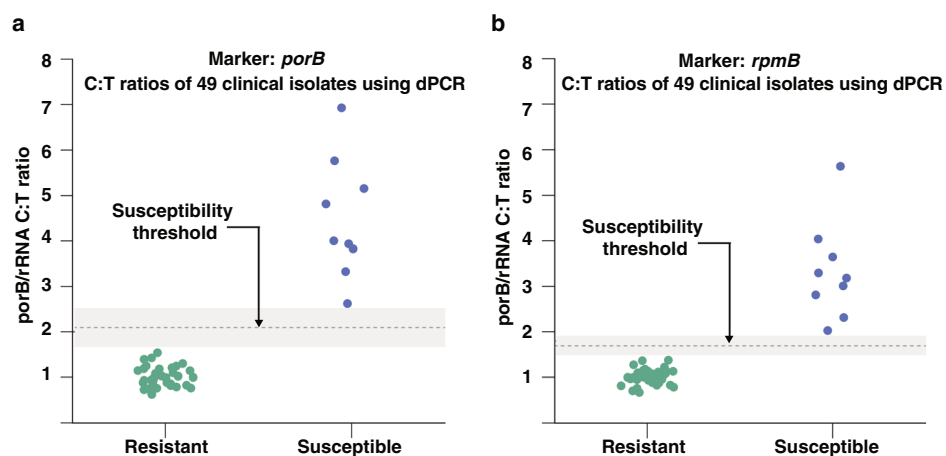 a
Marker: porB
C:T ratios of 49 clinical isolates using dPCR
porB/rRNA C:T ratio
8
7
6
5
4
3
2
1
Susceptibility
threshold
Resistant
Susceptible
b
Marker: rpmB
C:T ratios of 49 clinical isolates using dPCR
porB/rRNA C:T ratio
8
7
6
5
4
3
2
1
Susceptibility
threshold
Resistant
Susceptible